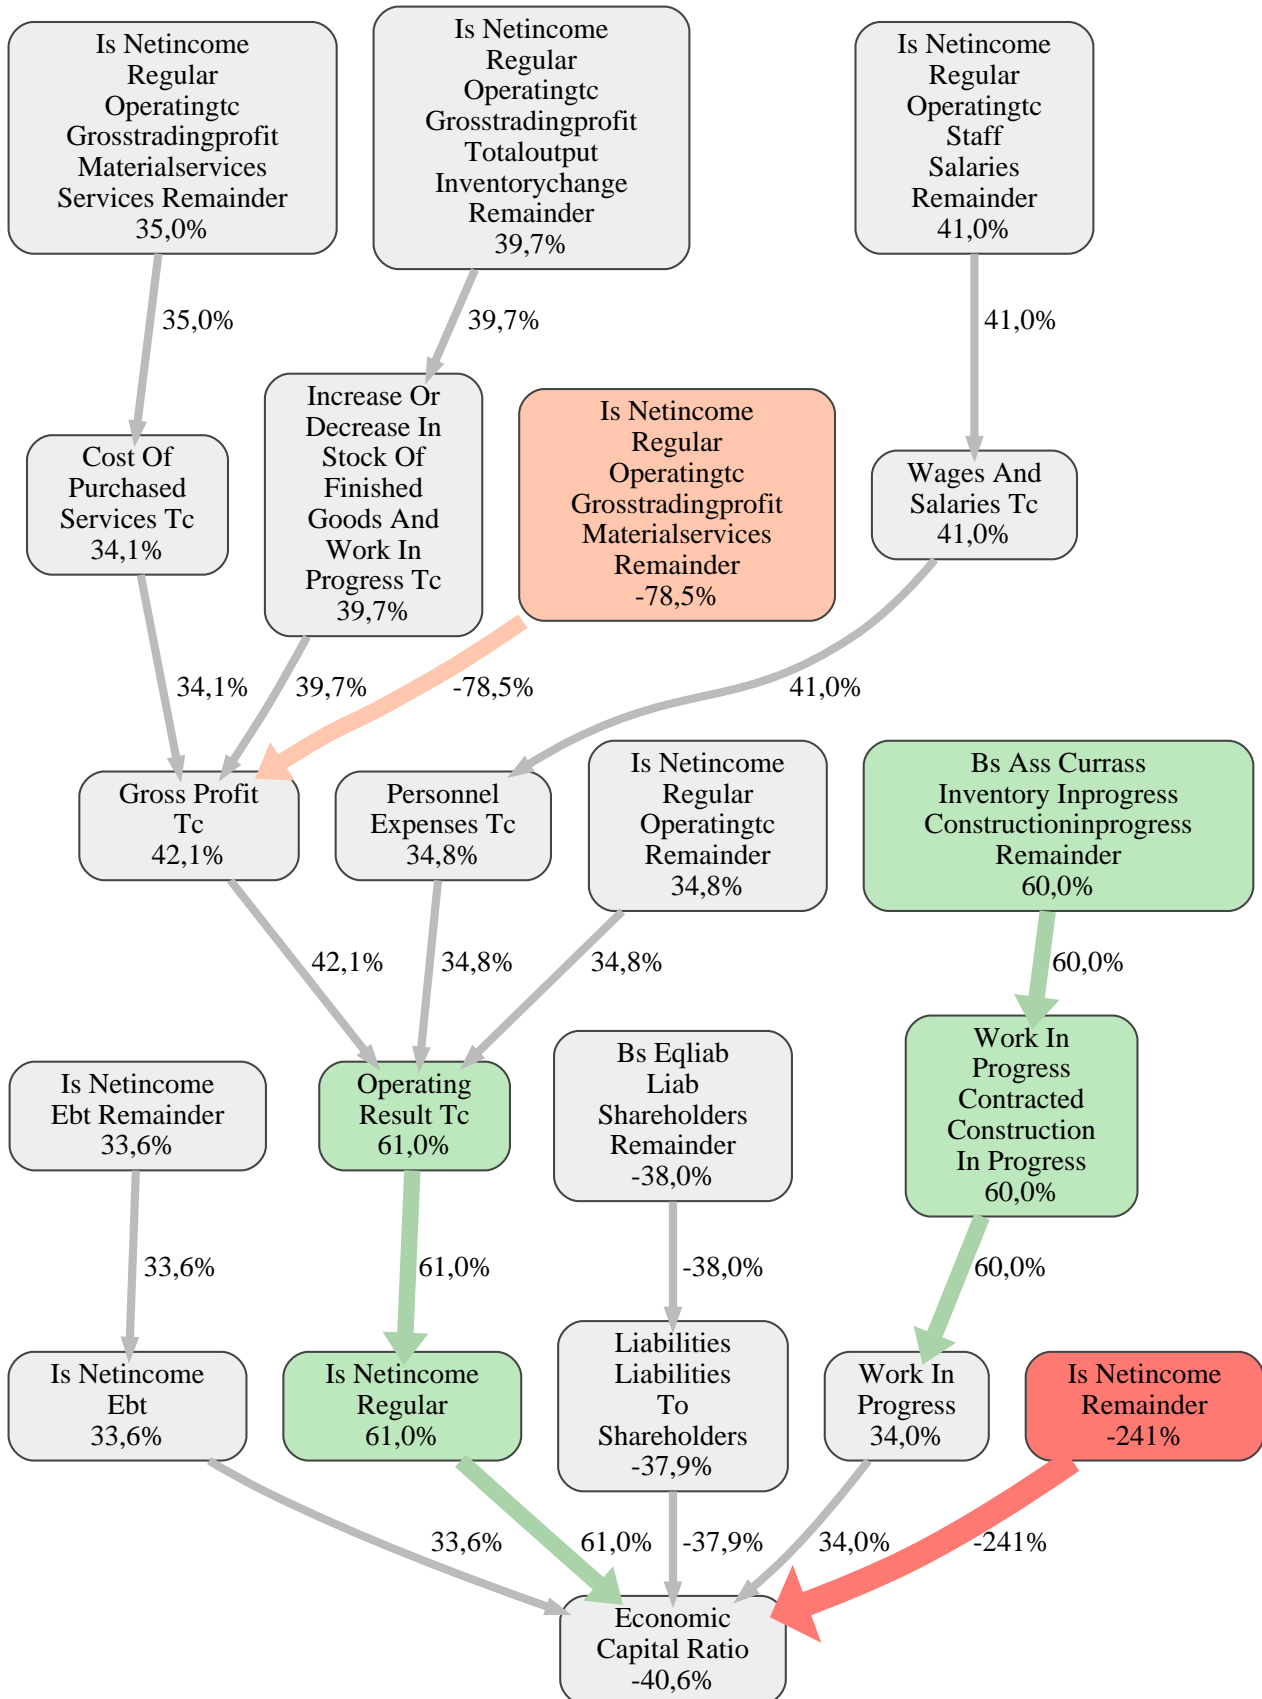 Is Netincome
Regular
Operatingtc
Grosstradingprofit
Materialservices
Services Remainder
35,0%
Is Netincome
Regular
Operatingtc
Grosstradingprofit
Totaloutput
Inventorychange
Remainder
39,7%
Is Netincome
Regular
Operatingtc
Staff
Salaries
Remainder
41,0%
35,0%
39,7%
41,0%
Cost Of
Purchased
Services Tc
34,1%
Increase Or
Decrease In
Stock Of
Finished
Goods And
Work In
Progress Tc
39,7%
Is Netincome
Regular
Operatingtc
Grosstradingprofit
Materialservices
Remainder
-78,5%
Wages And
Salaries Tc
41,0%
34,1%
39,7%
-78,5%
41,0%
Gross Profit
Tc
42,1%
Personnel
Expenses Tc
34,8%
Is Netincome
Regular
Operatingtc
Remainder
34,8%
Bs Ass Currass
Inventory Inprogress
Constructioninprogress
Remainder
60,0%
42,1%
34,8%
34,8%
60,0%
Is Netincome
Ebt Remainder
33,6%
Operating
Result Tc
61,0%
Bs Eqliab
Liab
Shareholders
Remainder
-38,0%
Work In
Progress
Contracted
Construction
In Progress
60,0%
33,6%
61,0%
-38,0%
60,0%
Is Netincome
Ebt
33,6%
Is Netincome
Regular
61,0%
Liabilities
Liabilities
To
Shareholders
-37,9%
Work In
Progress
34,0%
Is Netincome
Remainder
-241%
33,6%
61,0%
-37,9%
34,0%
-241%
Economic
Capital Ratio
-40,6%